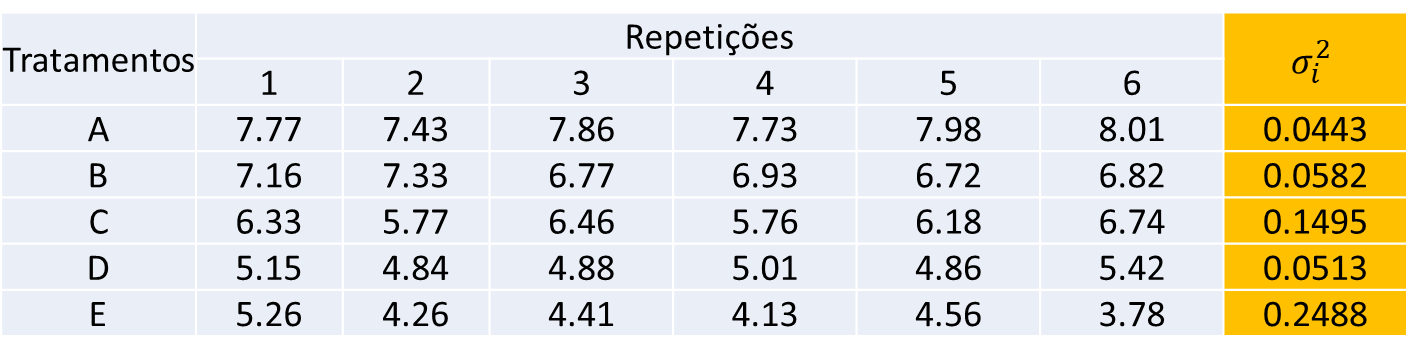 Tratamentos Repetições σᵢ²
1 2 3 4 5 6
A 7.77 7.43 7.86 7.73 7.98 8.01 0.0443
B 7.16 7.33 6.77 6.93 6.72 6.82 0.0582
C 6.33 5.77 6.46 5.76 6.18 6.74 0.1495
D 5.15 4.84 4.88 5.01 4.86 5.42 0.0513
E 5.26 4.26 4.41 4.13 4.56 3.78 0.2488